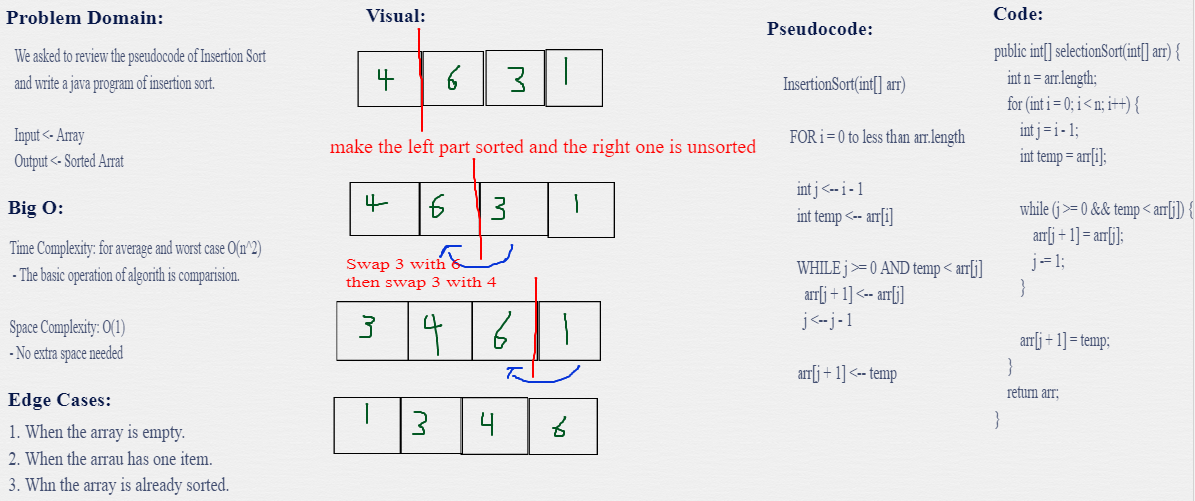 Problem Domain:
We asked to review the pseudocode of Insertion Sort
and write a java program of insertion sort.
Input <- Array
Output <- Sorted Arrat
Big O:
Time Complexity: for average and worst case O(n^2)
- The basic operation of algorith is comparision.
Space Complexity: O(1)
- No extra space needed
Edge Cases:
1. When the array is empty.
2. When the arrau has one item.
3. Whn the array is already sorted.
Visual:
4 6 3 1
make the left part sorted and the right one is unsorted
4 6 3 1
Swap 3 with 6
then swap 3 with 4
3 4 6 1
1 3 4 6
Pseudocode:
InsertionSort(int[] arr)
FOR i = 0 to less than arr.length
int j <-- i - 1
int temp <-- arr[i]
WHILE j >= 0 AND temp < arr[j]
arr[j + 1] <-- arr[j]
j <-- j - 1
arr[j + 1] <-- temp
Code:
public int[] selectionSort(int[] arr) {
int n = arr.length;
for (int i = 0; i < n; i++) {
int j = i - 1;
int temp = arr[i];
while (j >= 0 && temp < arr[j]) {
arr[j + 1] = arr[j];
j -= 1;
}
arr[j + 1] = temp;
}
return arr;
}